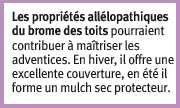 Les propriétés allélopathiques
du brome des toits pourraient
contribuer à maîtriser les
adventices. En hiver, il offre une
excellente couverture, en été il
forme un mulch sec protecteur.